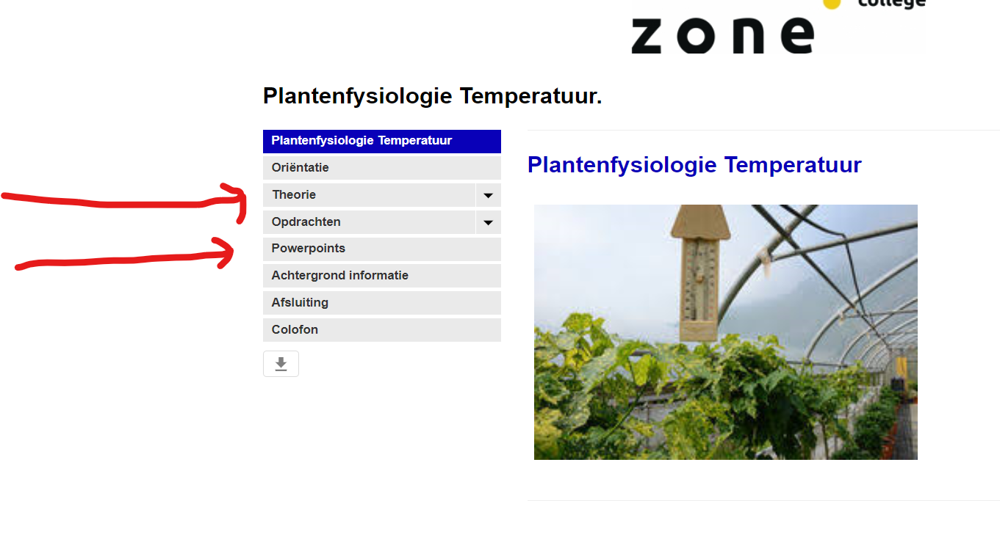 college
zone
Plantenfysiologie Temperatuur.
Plantenfysiologie Temperatuur
Oriëntatie
Theorie
Opdrachten
Powerpoints
Achtergrond informatie
Afsluiting
Colofon
Plantenfysiologie Temperatuur